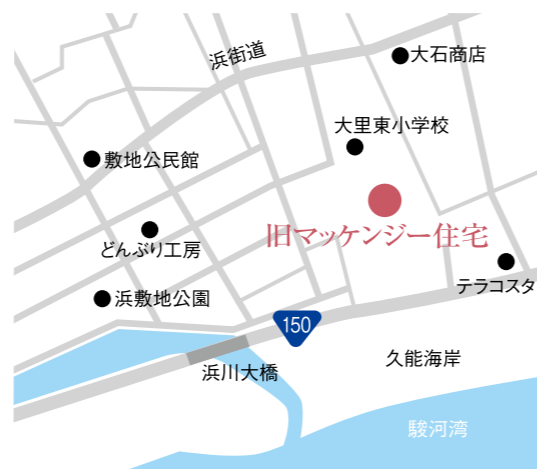 浜街道
大石商店
大里東小学校
敷地公民館
旧マッケンジー住宅
どんぶり工房
テラコスタ
浜敷地公園
150
久能海岸
浜川大橋
駿河湾